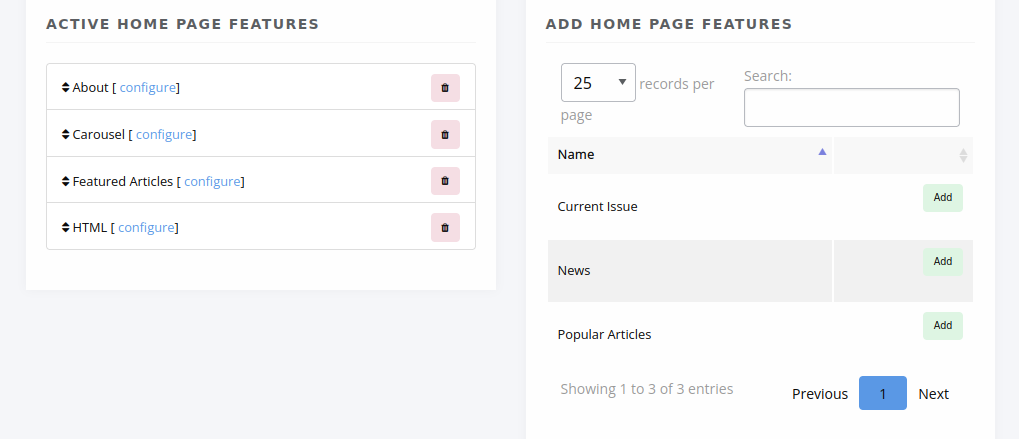 ACTIVE HOME PAGE FEATURES
About [ configure]
Carousel [ configure]
Featured Articles [ configure]
HTML [ configure]
ADD HOME PAGE FEATURES
25 records per page
Search:
Name
Current Issue Add
News Add
Popular Articles Add
Showing 1 to 3 of 3 entries
Previous 1 Next